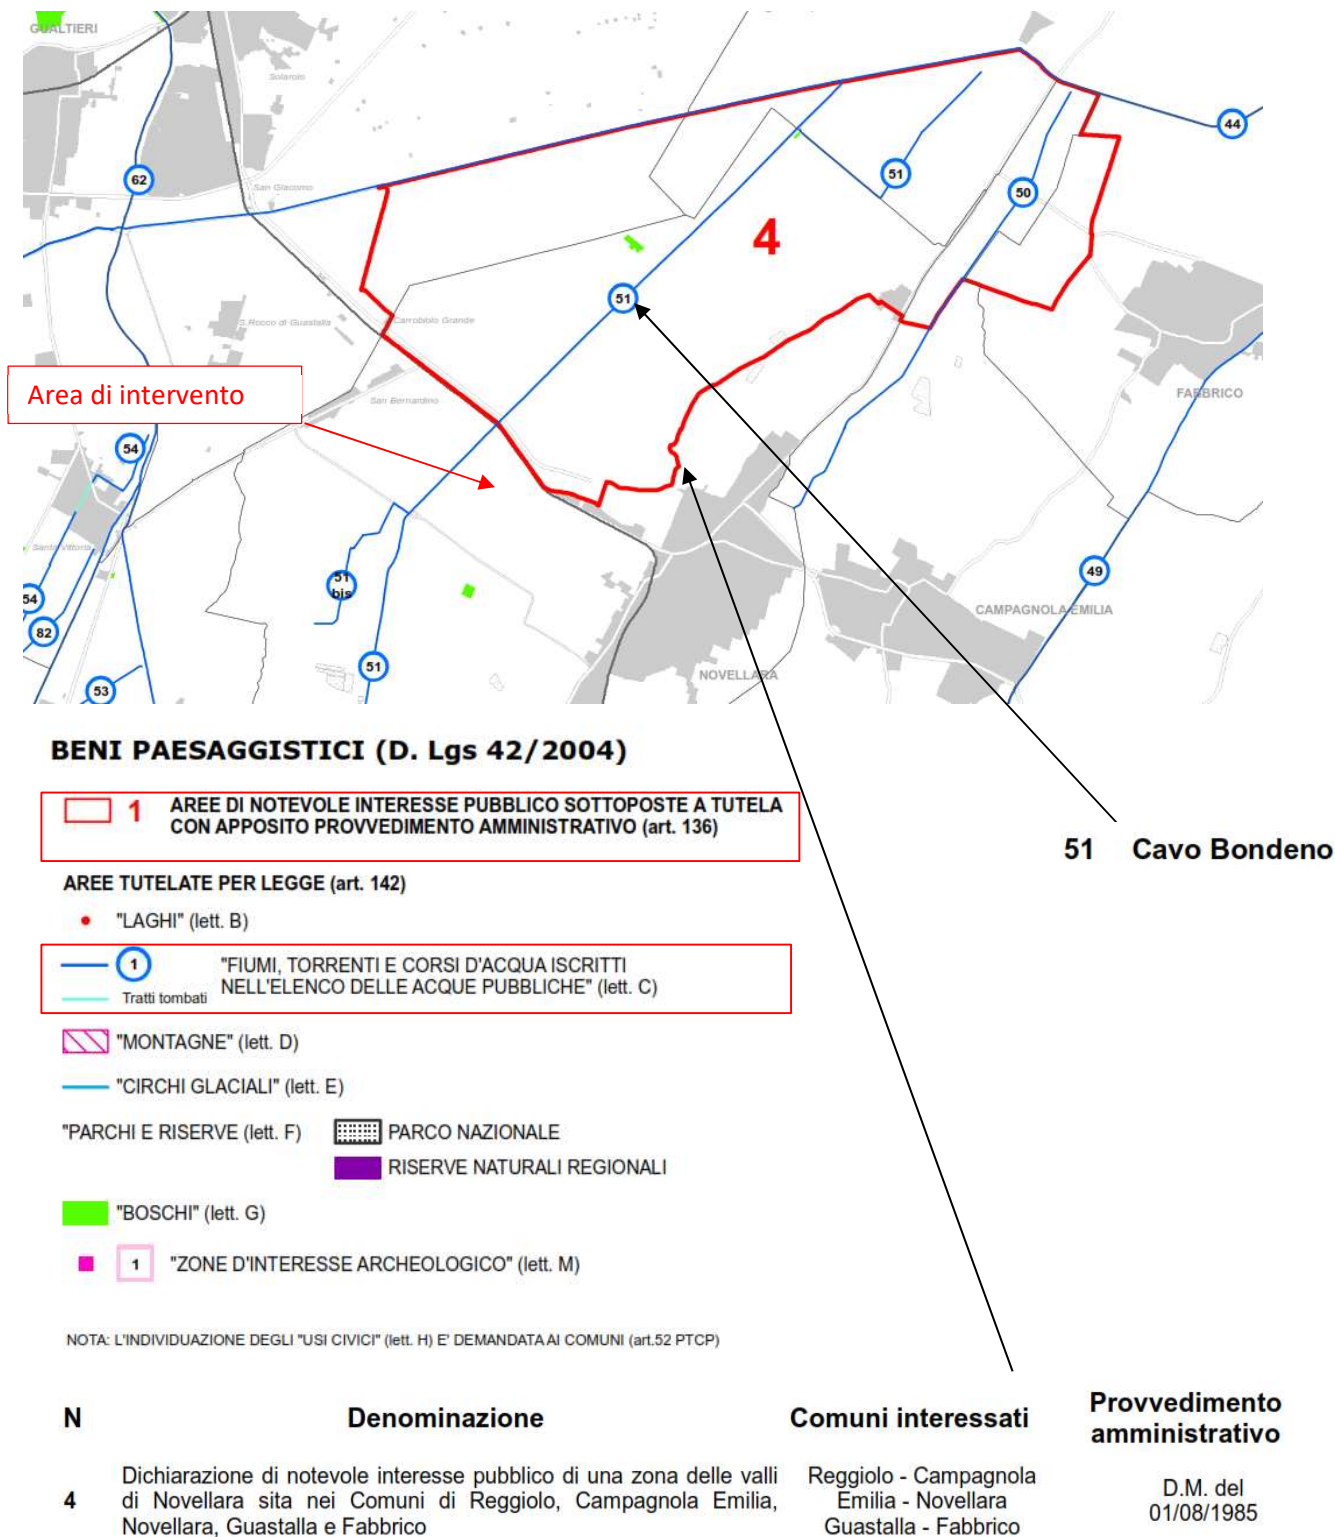 GUALTIERI
Solarolo
44
62
51
San Giacomo
50
4
51
S. Rocco di Guastalla
Carrobiolo Grande
Area di intervento
San Bernardino
FABBRICO
54
Santa Vittoria
51
bis
49
54
CAMPAGNOLA EMILIA
82
51
NOVELLARA
53
BENI PAESAGGISTICI (D. Lgs 42/2004)
1 AREE DI NOTEVOLE INTERESSE PUBBLICO SOTTOPOSTE A TUTELA
CON APPOSITO PROVVEDIMENTO AMMINISTRATIVO (art. 136)
51 Cavo Bondeno
AREE TUTELATE PER LEGGE (art. 142)
"LAGHI" (lett. B)
1 "FIUMI, TORRENTI E CORSI D'ACQUA ISCRITTI
NELL'ELENCO DELLE ACQUE PUBBLICHE" (lett. C)
Tratti tombati
"MONTAGNE" (lett. D)
"CIRCHI GLACIALI" (lett. E)
"PARCHI E RISERVE (lett. F) PARCO NAZIONALE
RISERVE NATURALI REGIONALI
"BOSCHI" (lett. G)
1 "ZONE D'INTERESSE ARCHEOLOGICO" (lett. M)
NOTA: L'INDIVIDUAZIONE DEGLI "USI CIVICI" (lett. H) E' DEMANDATA AI COMUNI (art.52 PTCP)
N Denominazione Comuni interessati Provvedimento
amministrativo
4
Dichiarazione di notevole interesse pubblico di una zona delle valli
di Novellara sita nei Comuni di Reggiolo, Campagnola Emilia,
Novellara, Guastalla e Fabbrico
Reggiolo - Campagnola
Emilia - Novellara
Guastalla - Fabbrico
D.M. del
01/08/1985